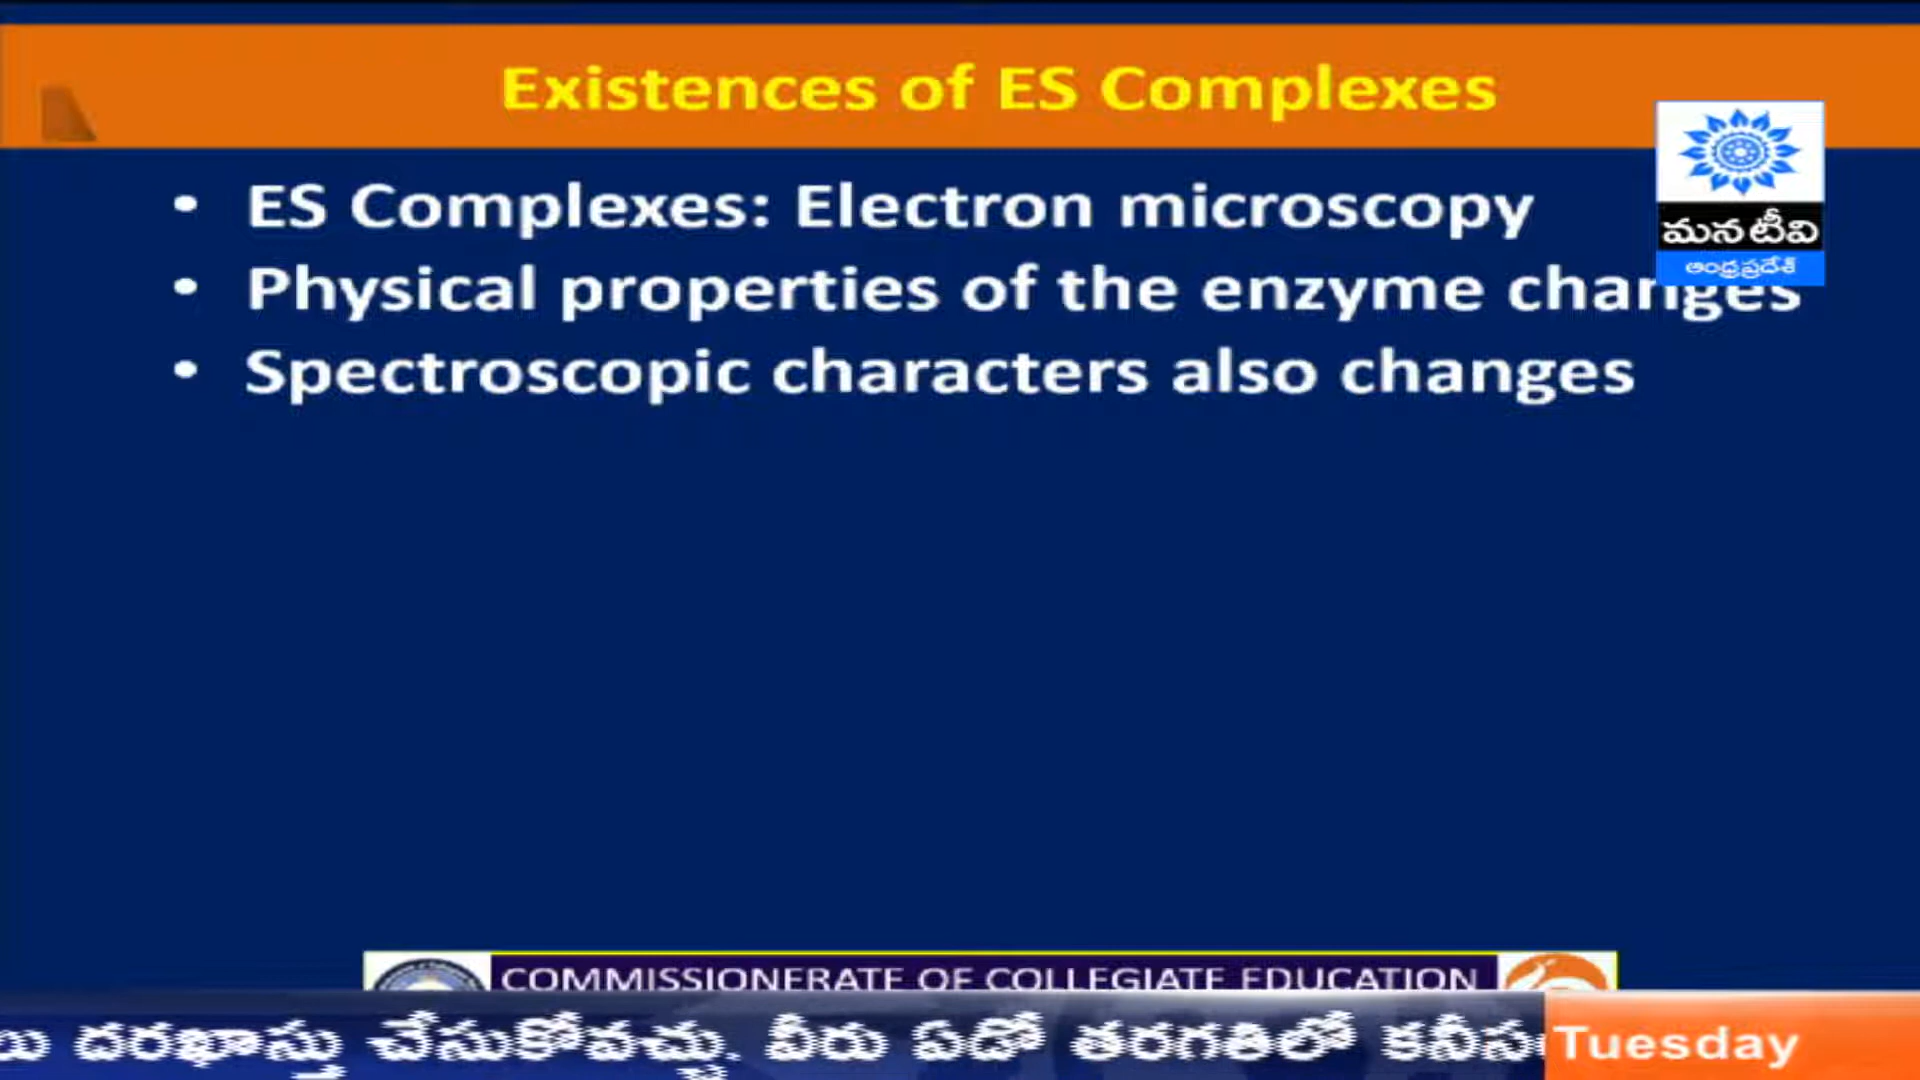 Existences of ES Complexes
• ES Complexes: Electron microscopy
• Physical properties of the enzyme changes
• Spectroscopic characters also changes
మన టీవి
ఆంధ్రప్రదేశ్
COMMISSIONERATE OF COLLEGIATE EDUCATION
దరఖాస్తు చేసుకోవచ్చు. వీరు ఏడో తరగతిలో
Tuesday